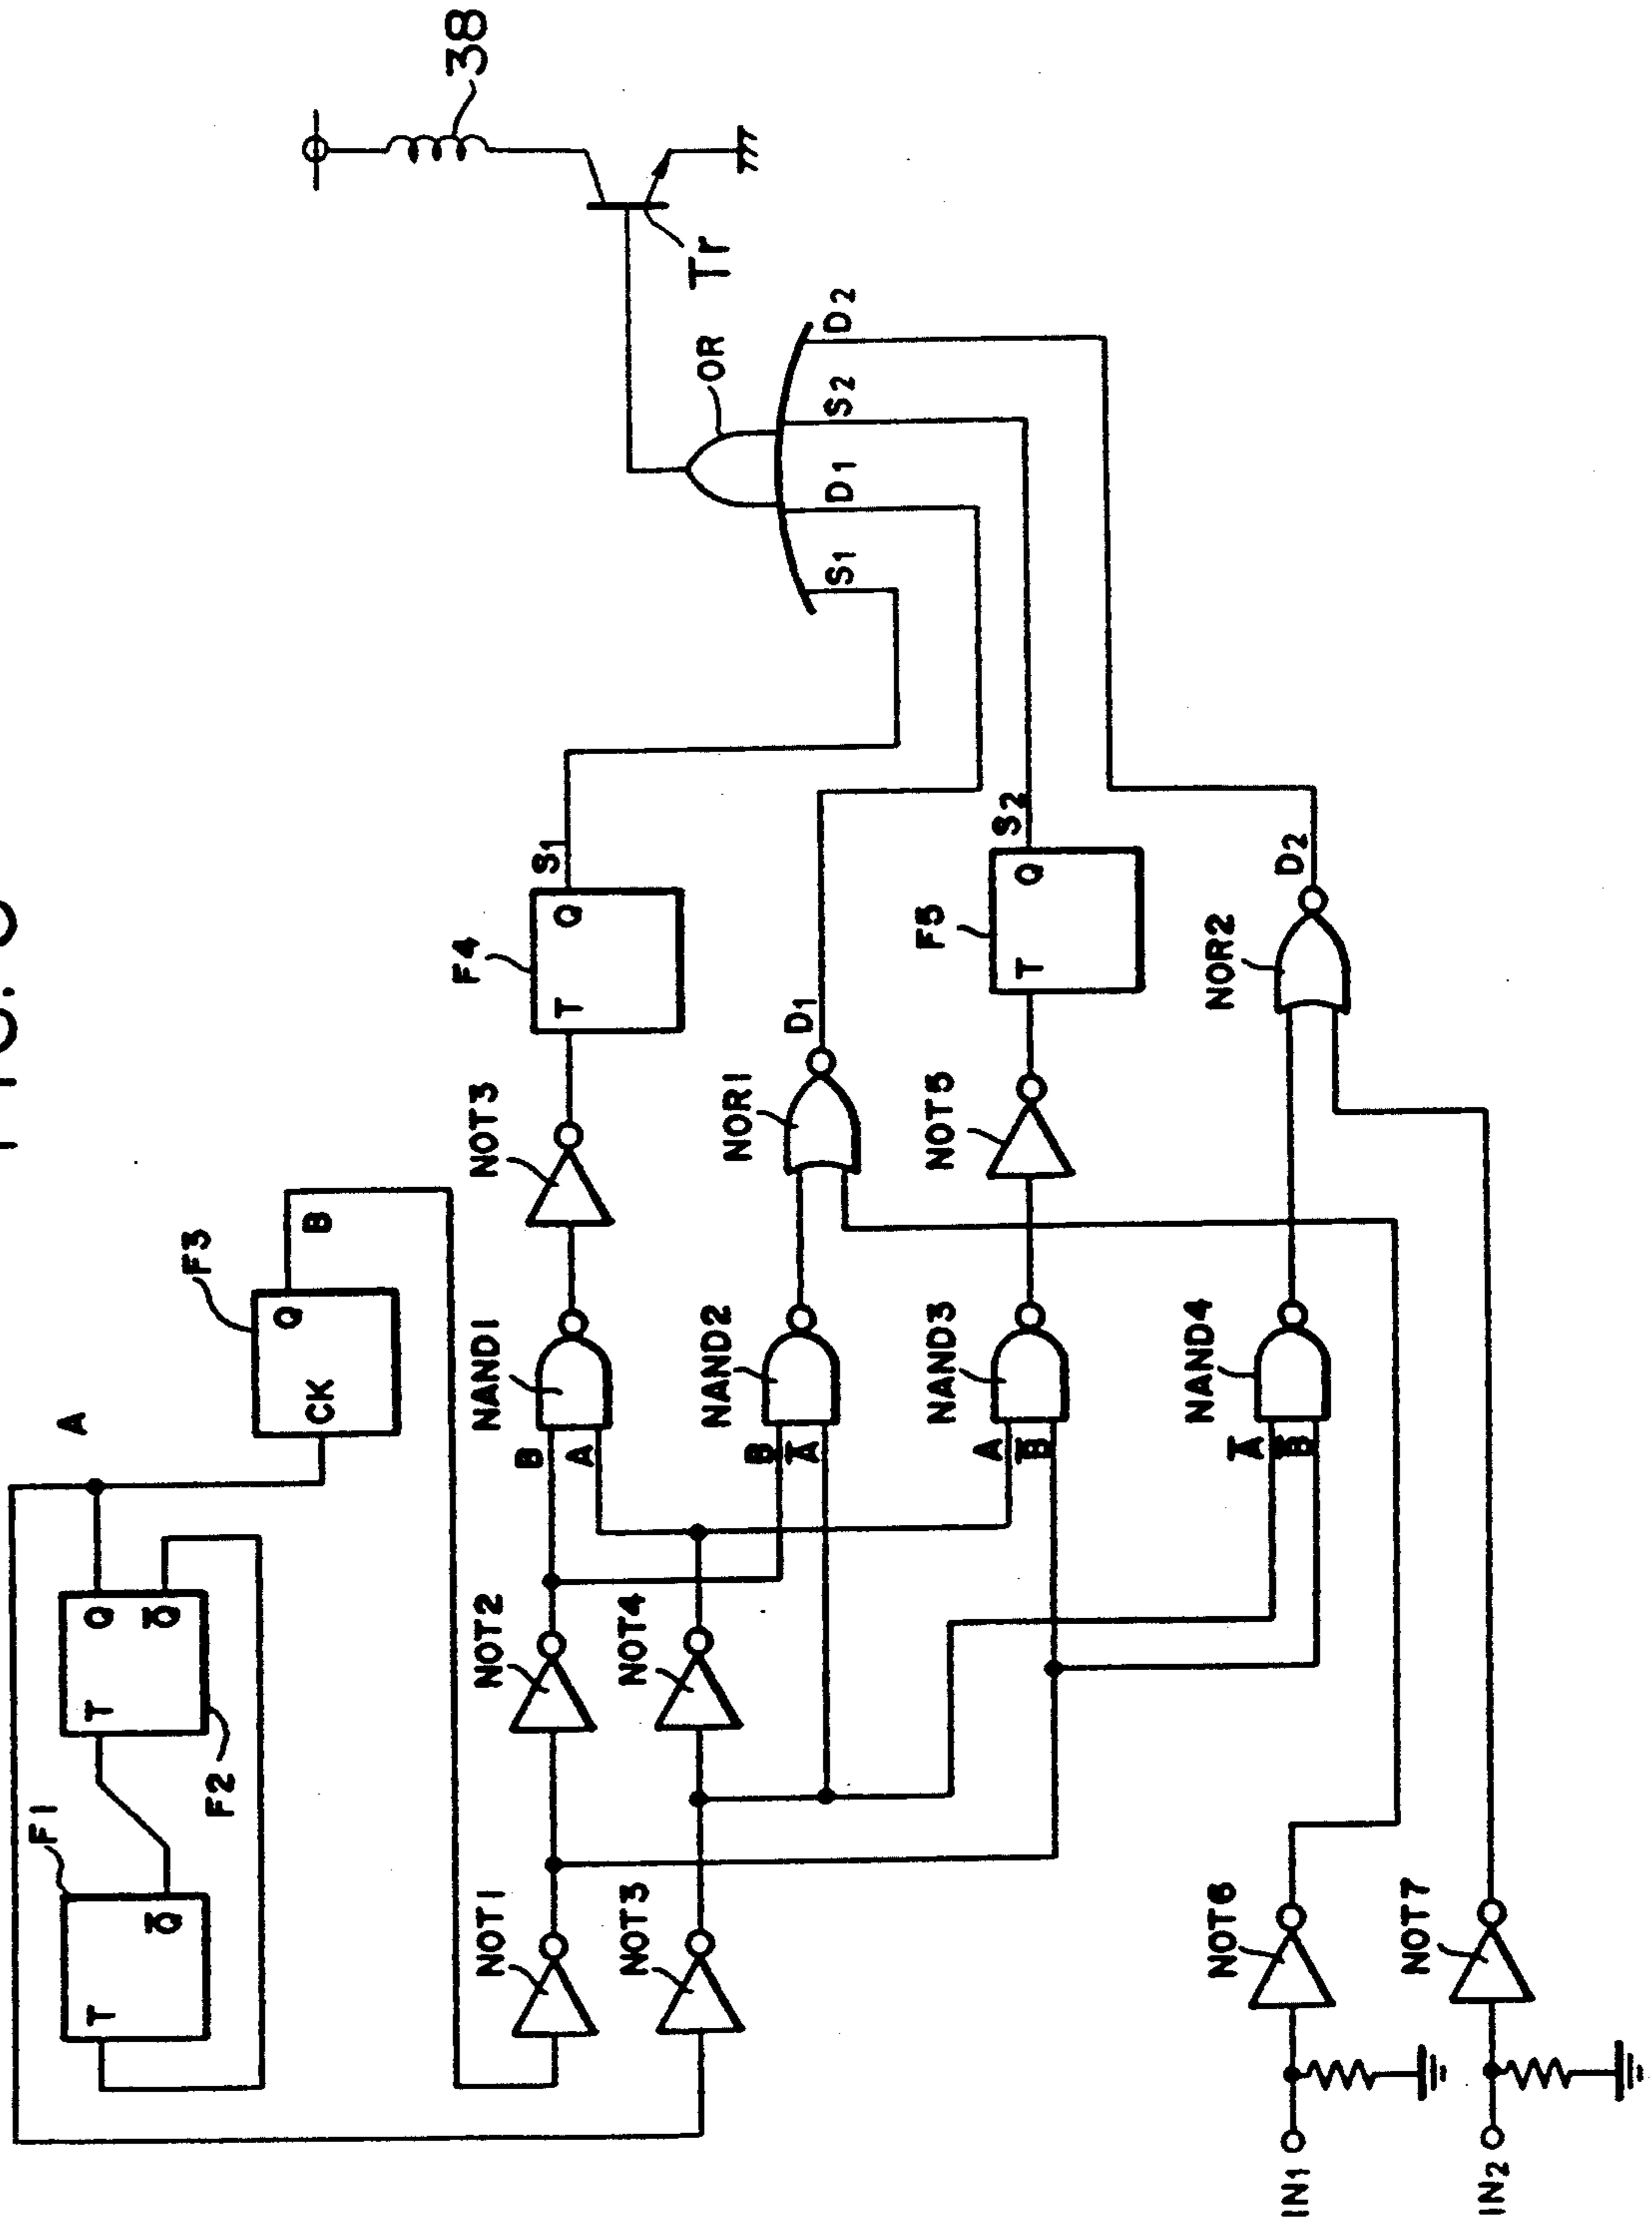 A
F1
T
Q̅
T
Q
Q̅
F2
F3
CK
Q
B
NOT1
NOT2
B
A
NAND1
NOT3
F4
T
Q
S1
NOT3
NOT4
B
A̅
NAND2
NOR1
D1
A
B̅
NAND3
NOT5
F5
T
Q
S2
A̅
B̅
NAND4
NOR2
D2
IN1
NOT6
IN2
NOT7
S1
D1
S2
D2
OR
Tr
38